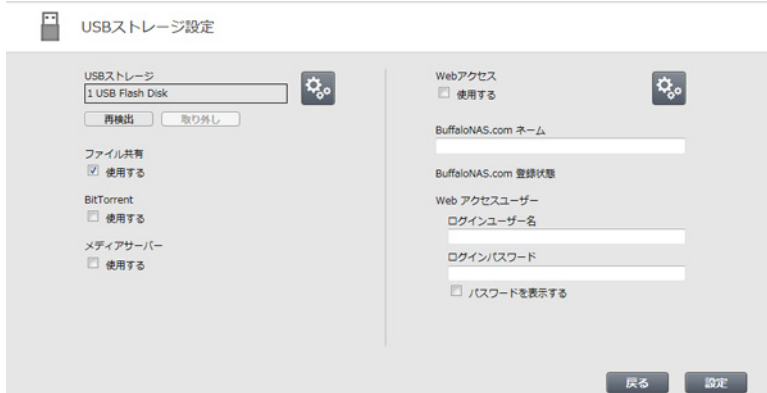 USBストレージ設定
USBストレージ
1 USB Flash Disk
再検出 取り外し
ファイル共有
使用する
BitTorrent
使用する
メディアサーバー
使用する
Webアクセス
使用する
BuffaloNAS.com ネーム
BuffaloNAS.com 登録状態
Web アクセスユーザー
ログインユーザー名
ログインパスワード
パスワードを表示する
戻る 設定